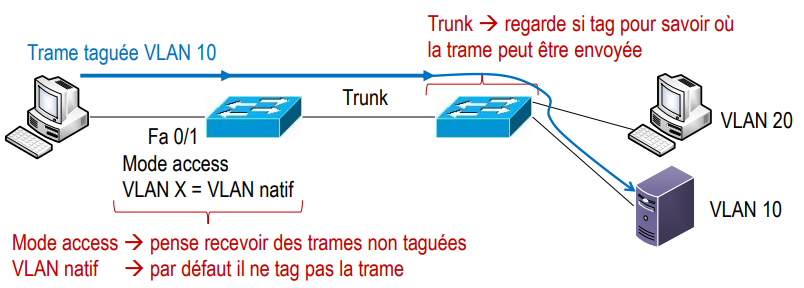 Trunk → regarde si tag pour savoir où
la trame peut être envoyée
Trame taguée VLAN 10
Trunk
Fa 0/1
Mode access
VLAN X = VLAN natif
VLAN 20
VLAN 10
Mode access → pense recevoir des trames non taguées
VLAN natif → par défaut il ne tag pas la trame